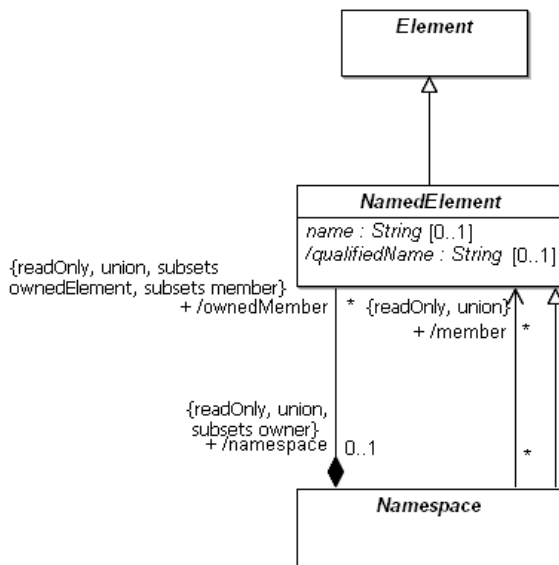 Element
NamedElement
name : String [0..1]
/qualifiedName : String [0..1]
{readOnly, union, subsets
ownedElement, subsets member}
+ /ownedMember
*
{readOnly, union}
+ /member
*
{readOnly, union,
subsets owner}
+ /namespace
0..1
*
Namespace